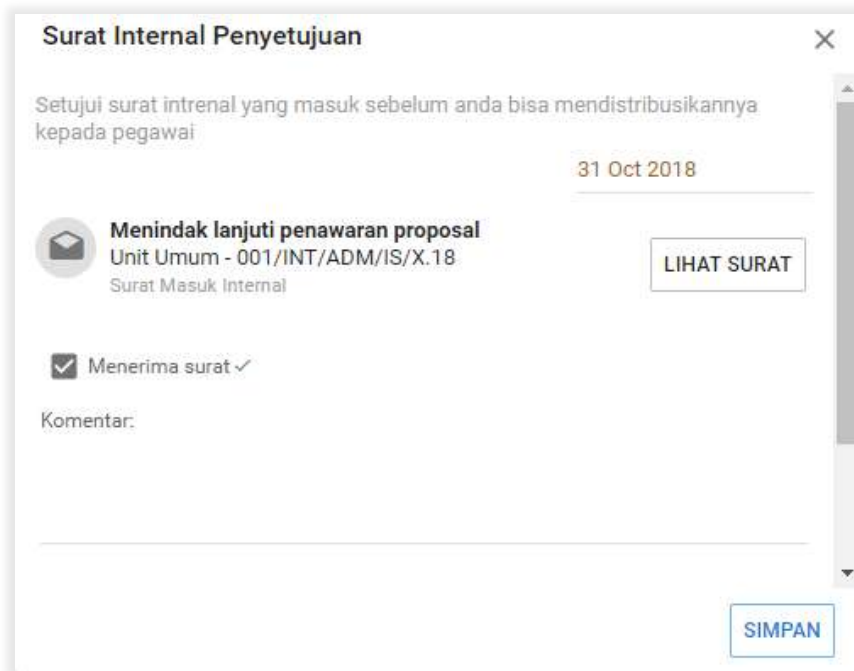 Surat Internal Penyetujuan
Setujui surat intrenal yang masuk sebelum anda bisa mendistribusikannya
kepada pegawai
31 Oct 2018
Menindak lanjuti penawaran proposal
Unit Umum - 001/INT/ADM/IS/X.18
LIHAT SURAT
Surat Masuk Internal
Menerima surat ✓
Komentar:
SIMPAN